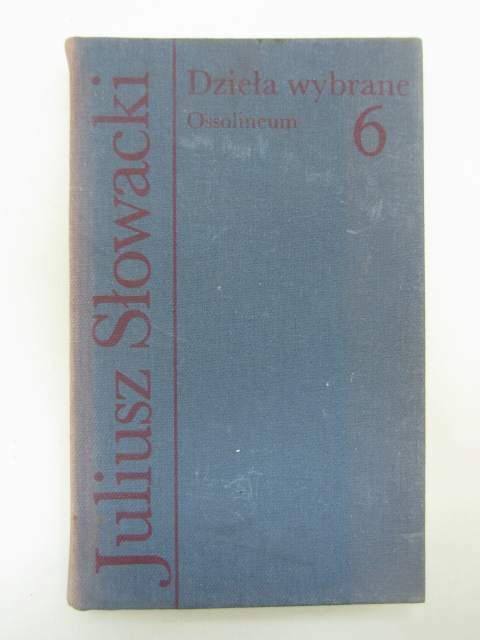 Juliusz Słowacki
Dzieła wybrane
Ossolineum
6